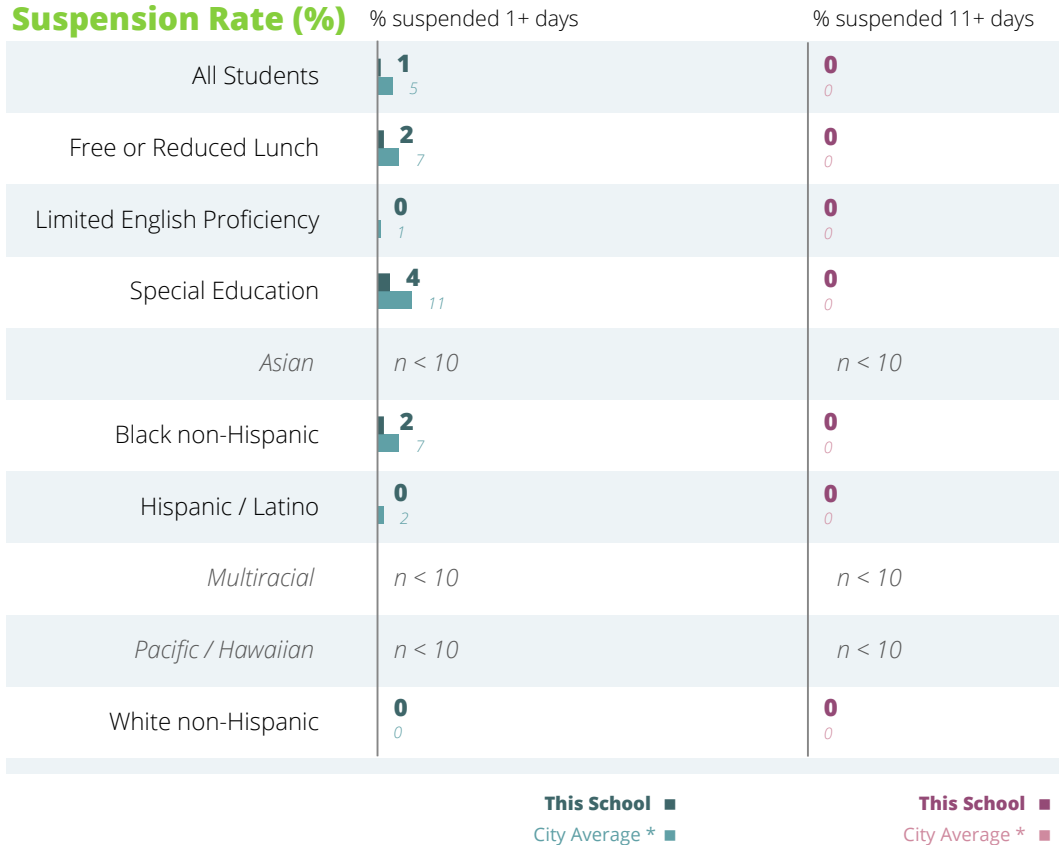 Suspension Rate (%) % suspended 1+ days % suspended 11+ days
All Students 1 0
5 0
Free or Reduced Lunch 2 0
7 0
Limited English Proficiency 0 0
1 0
Special Education 4 0
11 0
Asian n < 10 n < 10
Black non-Hispanic 2 0
7 0
Hispanic / Latino 0 0
2 0
Multiracial n < 10 n < 10
Pacific / Hawaiian n < 10 n < 10
White non-Hispanic 0 0
0 0
This School This School
City Average * City Average *